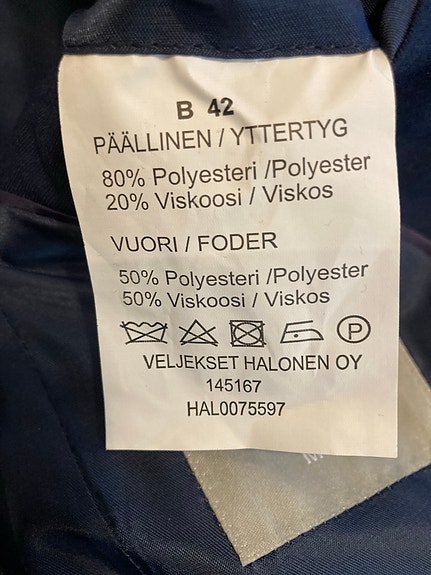 B 42
PÄÄLLINEN / YTTERTYG
80% Polyesteri /Polyester
20% Viskoosi / Viskos
VUORI / FODER
50% Polyesteri /Polyester
50% Viskoosi / Viskos
P
VELJEKSET HALONEN OY
145167
HAL0075597